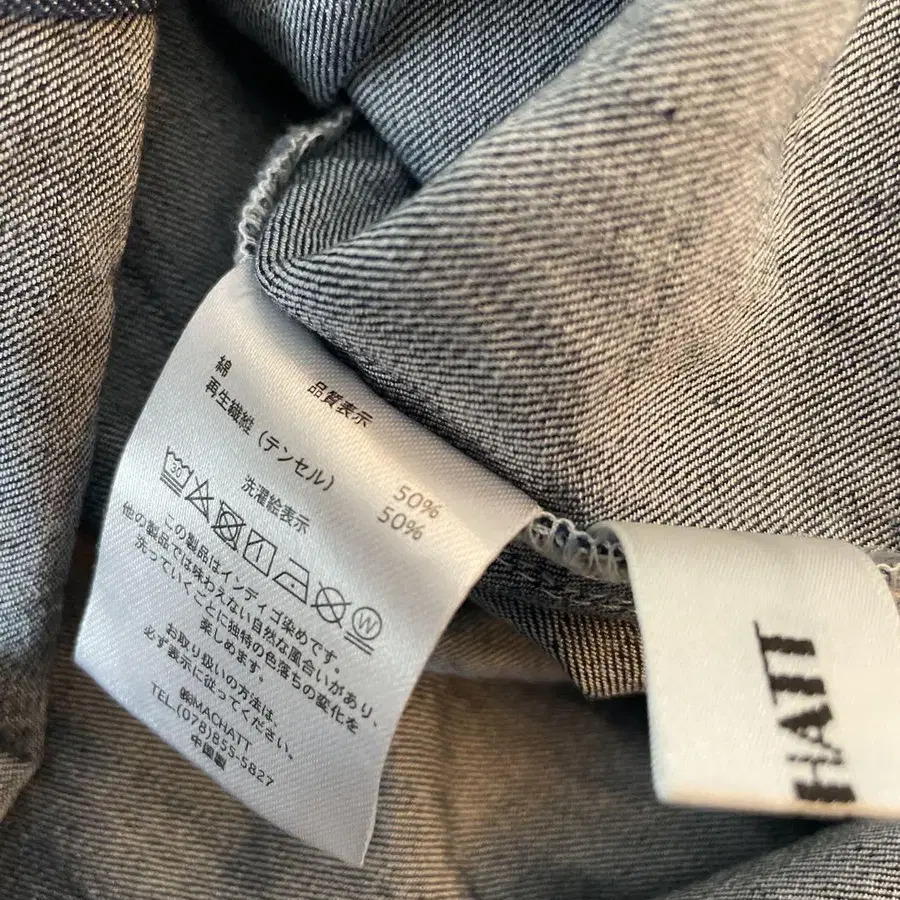 品質表示
綿 50%
再生繊維（テンセル） 50%
洗濯絵表示
30
W
この製品はインディゴ染めです。
他の製品では味わえない自然な風合いがあり、
洗っていくごとに独特の色落ちの変化を
楽しめます。
お取り扱いの方法は、
必ず表示に従ってください。
㈱MACHATT
TEL(078)855-5827
中国製
HATT